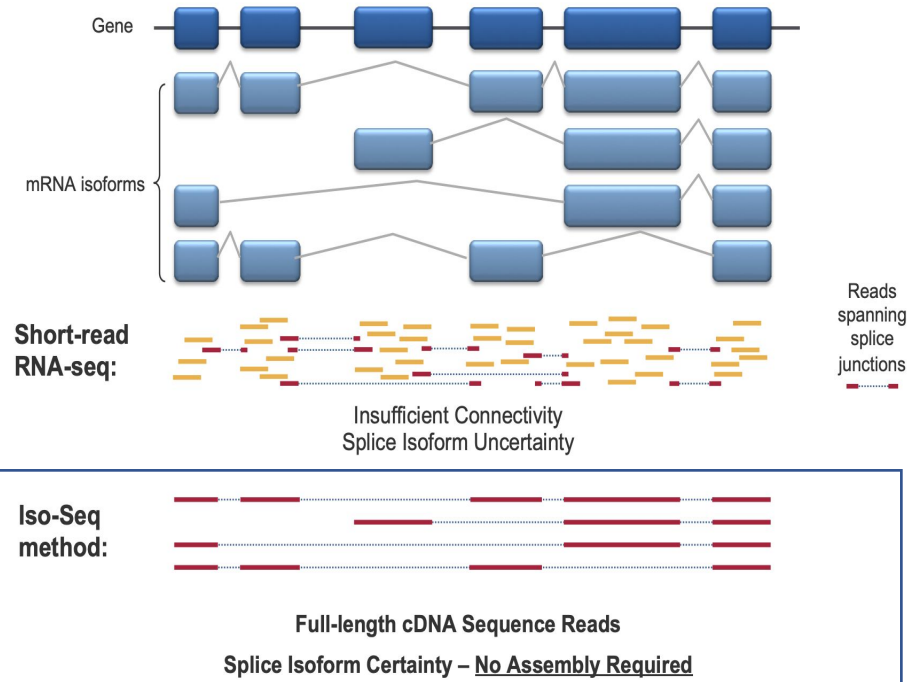 Gene
mRNA isoforms
Short-read
RNA-seq:
Reads
spanning
splice
junctions
Insufficient Connectivity
Splice Isoform Uncertainty
Iso-Seq
method:
Full-length cDNA Sequence Reads
Splice Isoform Certainty – No Assembly Required